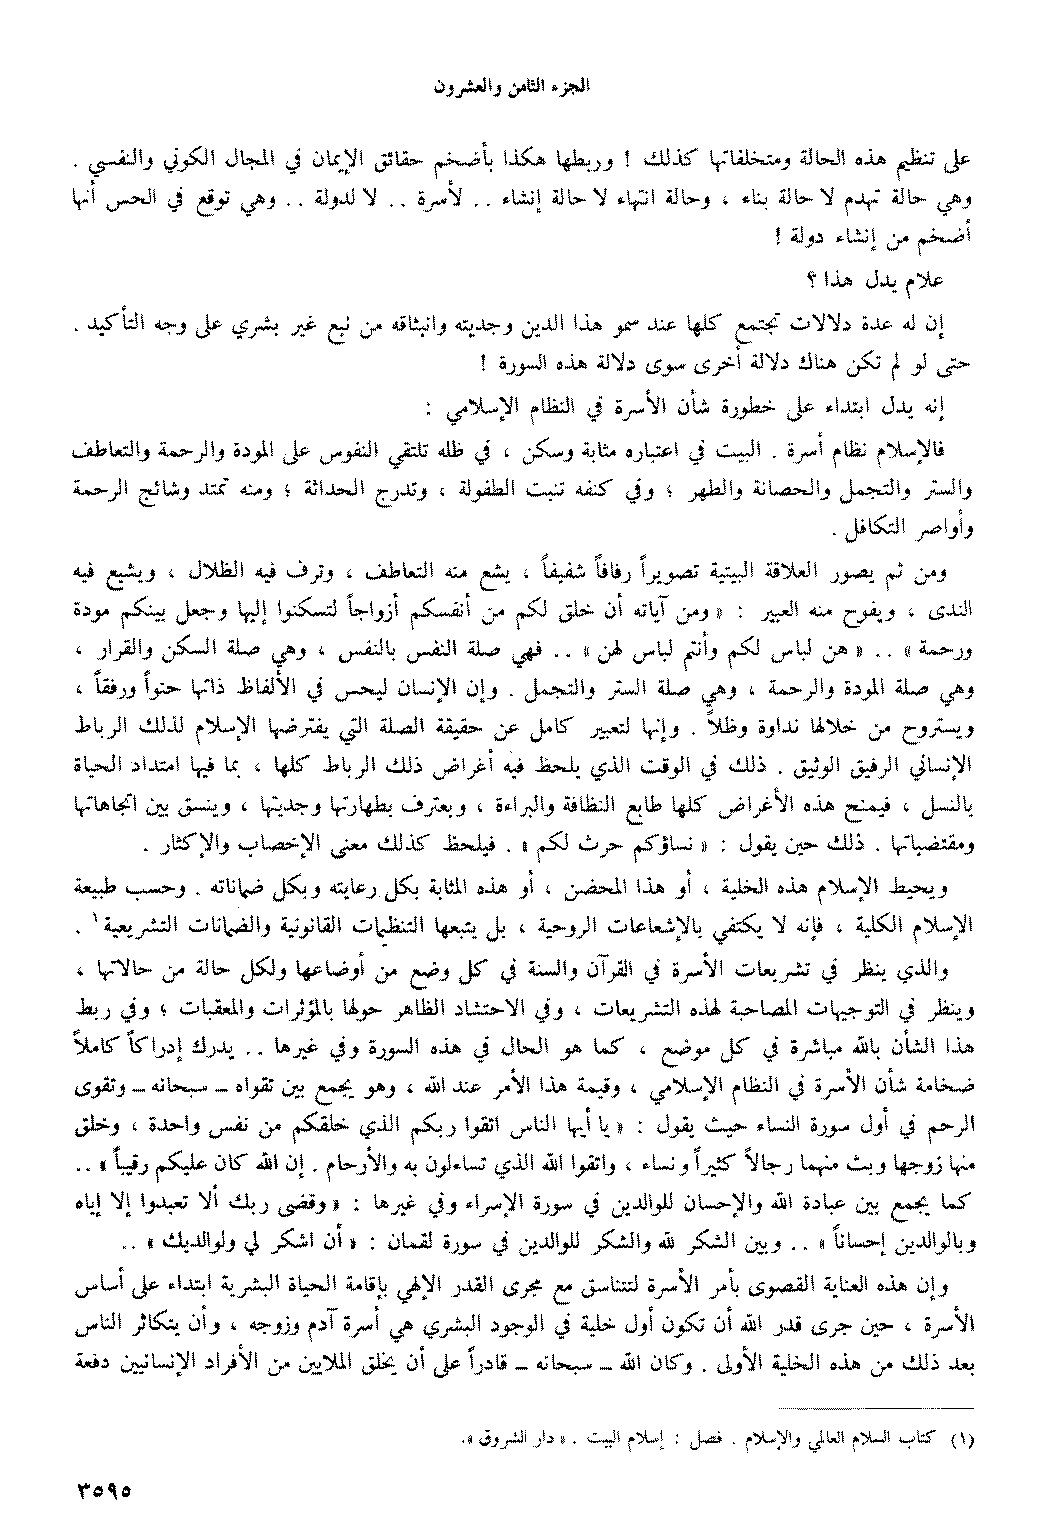 الجزء الثامن والعشرون
على تنظيم هذه الحالة ومتخلفاتها كذلك ! وربطها هكذا بأضخم حقائق الإيمان في المجال الكوني والنفسي .
وهي حالة تهدم لا حالة بناء ، وحالة انتهاء لا حالة إنشاء .. لأسرة .. لا لدولة .. وهي توقع في الحس أنها
أضخم من إنشاء دولة !
علام يدل هذا ؟
إن له عدة دلالات تجتمع كلها عند سمو هذا الدين وجديته وانبثاقه من نبع غير بشري على وجه التأكيد .
حتى لو لم تكن هناك دلالة أخرى سوى دلالة هذه السورة !
إنه يدل ابتداء على خطورة شأن الأسرة في النظام الإسلامي :
فالإسلام نظام أسرة . البيت في اعتباره مثابة وسكن ، في ظله تلتقي النفوس على المودة والرحمة والتعاطف
والستر والتجمل والحصانة والطهر ؛ وفي كنفه تنبت الطفولة ، وتدرج الحداثة ؛ ومنه تمتد وشائج الرحمة
وأواصر التكافل .
ومن ثم يصور العلاقة البيتية تصويراً رفافاً شفيفاً ، يشع منه التعاطف ، وترف فيه الظلال ، ويشيع فيه
الندى ، ويفوح منه العبير : « ومن آياته أن خلق لكم من أنفسكم أزواجاً لتسكنوا إليها وجعل بينكم مودة
ورحمة » .. « هن لباس لكم وأنتم لباس لهن » .. فهي صلة النفس بالنفس ، وهي صلة السكن والقرار ،
وهي صلة المودة والرحمة ، وهي صلة الستر والتجمل . وإن الإنسان ليحس في الألفاظ ذاتها حنواً ورفقاً ،
ويستروح من خلالها نداوة وظلاً . وإنها لتعبير كامل عن حقيقة الصلة التي يفترضها الإسلام لذلك الرباط
الإنساني الرفيق الوثيق . ذلك في الوقت الذي يلحظ فيه أغراض ذلك الرباط كلها ، بما فيها امتداد الحياة
بالنسل ، فيمنح هذه الأغراض كلها طابع النظافة والبراءة ، ويعترف بطهارتها وجديتها ، وينسق بين اتجاهاتها
ومقتضياتها . ذلك حين يقول : « نساؤكم حرث لكم » . فيلحظ كذلك معنى الإخصاب والإكثار .
ويحيط الإسلام هذه الخلية ، أو هذا المحضن ، أو هذه المثابة بكل رعايته وبكل ضماناته . وحسب طبيعة
الإسلام الكلية ، فإنه لا يكتفي بالإشعاعات الروحية ، بل يتبعها التنظيمات القانونية والضمانات التشريعية ١ .
والذي ينظر في تشريعات الأسرة في القرآن والسنة في كل وضع من أوضاعها ولكل حالة من حالاتها ،
وينظر في التوجيهات المصاحبة لهذه التشريعات ، وفي الاحتشاد الظاهر حولها بالمؤثرات والمعقبات ؛ وفي ربط
هذا الشأن بالله مباشرة في كل موضع ، كما هو الحال في هذه السورة وفي غيرها .. يدرك إدراكاً كاملاً
ضخامة شأن الأسرة في النظام الإسلامي ، وقيمة هذا الأمر عند الله ، وهو يجمع بين تقواه – سبحانه – وتقوى
الرحم في أول سورة النساء حيث يقول : « يا أيها الناس اتقوا ربكم الذي خلقكم من نفس واحدة ، وخلق
منها زوجها وبث منهما رجالاً كثيراً ونساء ، واتقوا الله الذي تساءلون به والأرحام . إن الله كان عليكم رقيباً » ..
كما يجمع بين عبادة الله والإحسان للوالدين في سورة الإسراء وفي غيرها : « وقضى ربك ألا تعبدوا إلا إياه
وبالوالدين إحساناً » .. وبين الشكر لله والشكر للوالدين في سورة لقمان : « أن اشكر لي ولوالديك » ..
وإن هذه العناية القصوى بأمر الأسرة لتتناسق مع مجرى القدر الإلهي بإقامة الحياة البشرية ابتداء على أساس
الأسرة ، حين جرى قدر الله أن تكون أول خلية في الوجود البشري هي أسرة آدم وزوجه ، وأن يتكاثر الناس
بعد ذلك من هذه الخلية الأولى . وكان الله – سبحانه – قادراً على أن يخلق الملايين من الأفراد الإنسانيين دفعة
(١) كتاب السلام العالمي والإسلام . فصل : إسلام البيت . « دار الشروق ».
٣٥٩٥